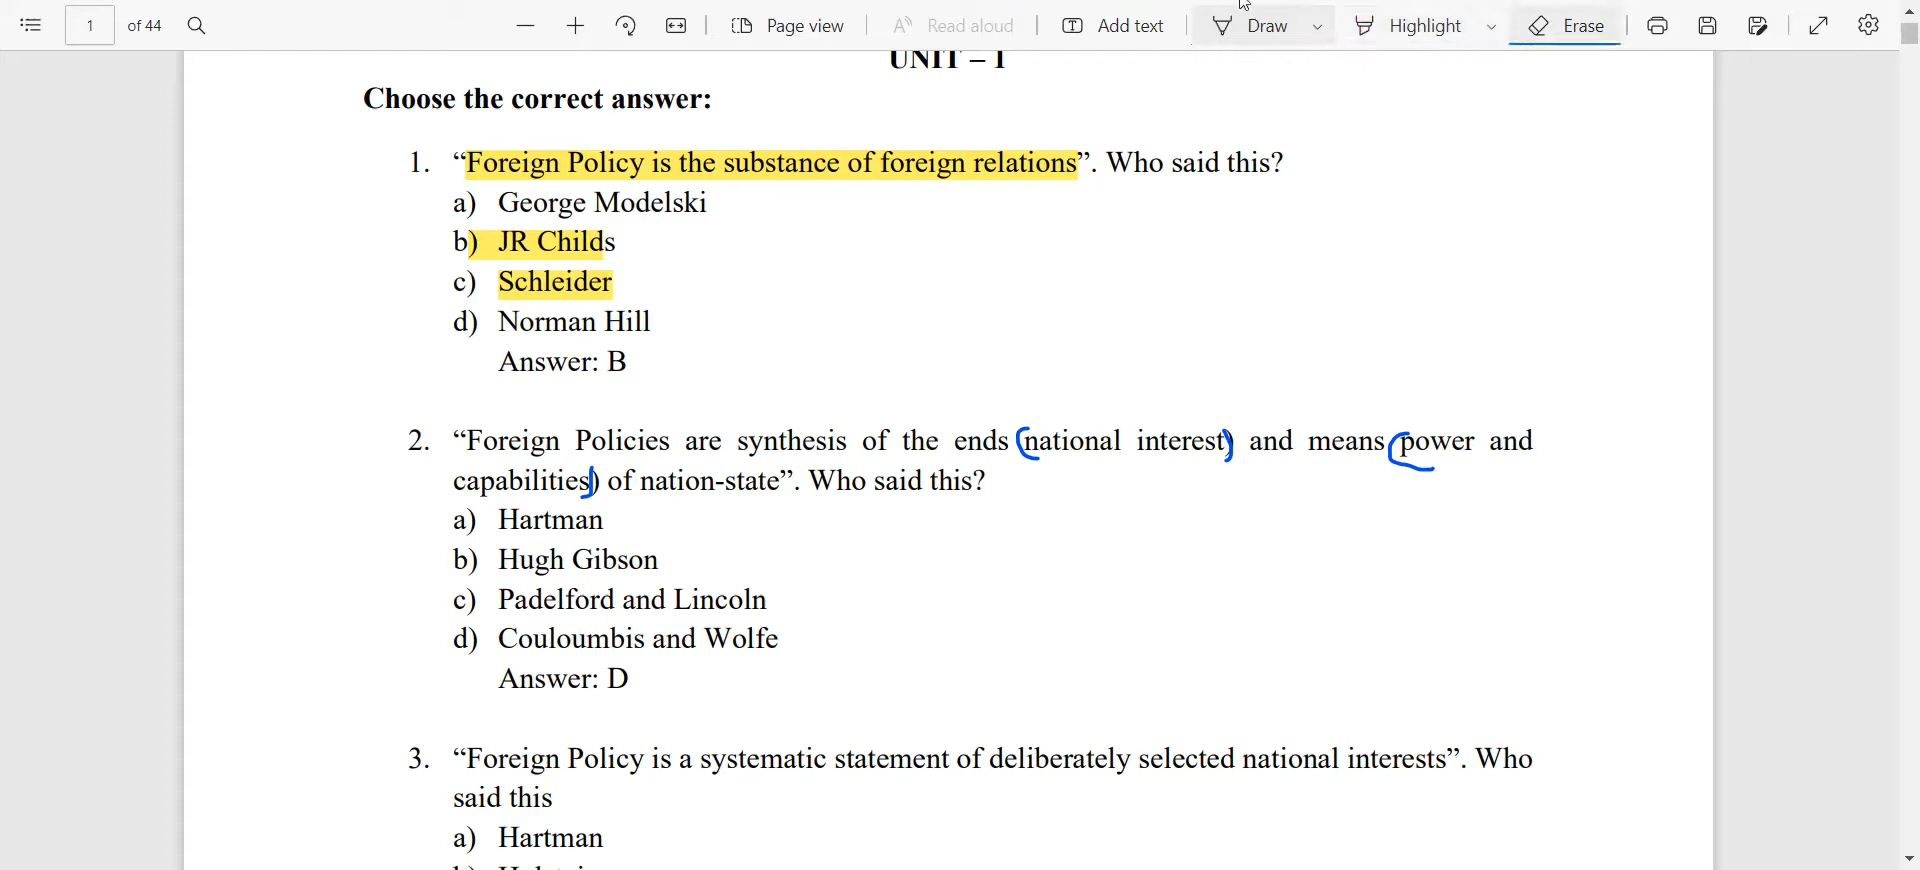 1 of 44 Page view Read aloud Add text Draw Highlight Erase
UNIT – 1
Choose the correct answer:
1. “Foreign Policy is the substance of foreign relations”. Who said this?
a) George Modelski
b) JR Childs
c) Schleider
d) Norman Hill
Answer: B
2. “Foreign Policies are synthesis of the ends (national interest) and means (power and
capabilities) of nation-state”. Who said this?
a) Hartman
b) Hugh Gibson
c) Padelford and Lincoln
d) Couloumbis and Wolfe
Answer: D
3. “Foreign Policy is a systematic statement of deliberately selected national interests”. Who
said this
a) Hartman